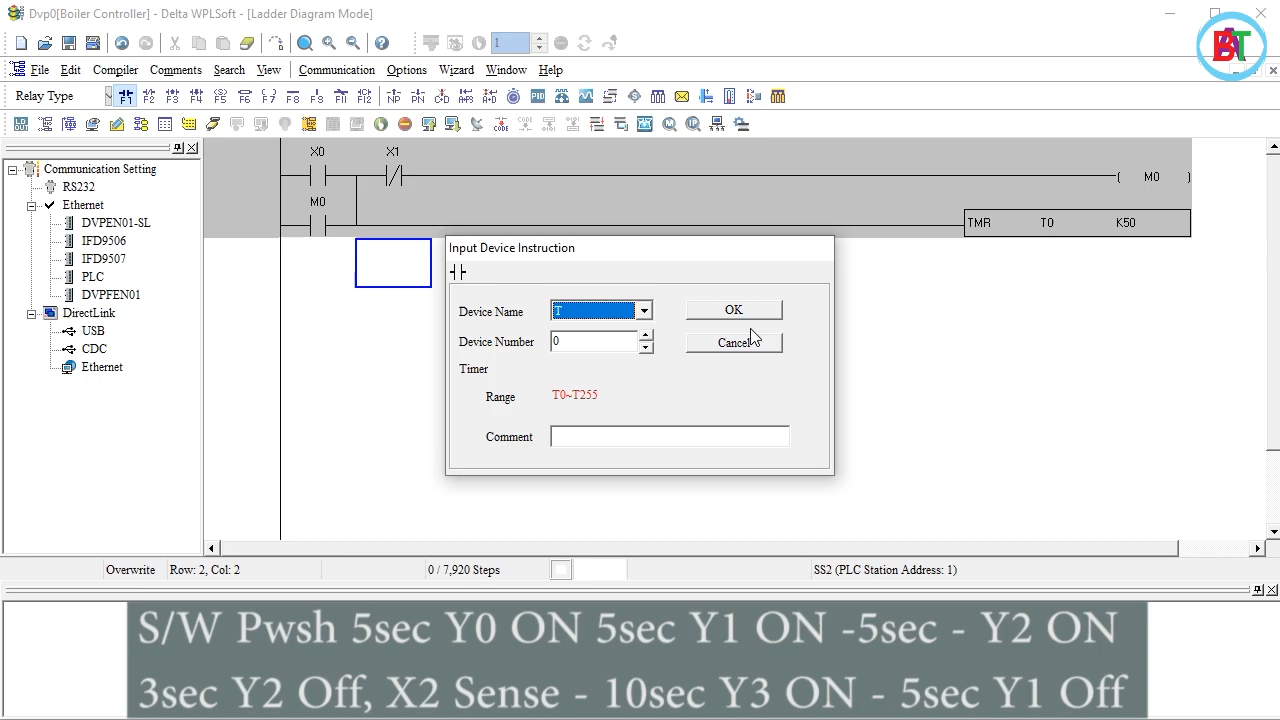 Dvp0[Boiler Controller] - Delta WPLSoft - [Ladder Diagram Mode]
1
BAT
File Edit Compiler Comments Search View Communication Options Wizard Window Help
Relay Type
Communication Setting
RS232
Ethernet
DVPEN01-SL
IFD9506
IFD9507
PLC
DVPFEN01
DirectLink
USB
CDC
Ethernet
X0 X1
( M0 )
M0
TMR T0 K50
Input Device Instruction
Device Name T OK
Device Number 0 Cancel
Timer
Range T0~T255
Comment
Overwrite Row: 2, Col: 2 0 / 7,920 Steps SS2 (PLC Station Address: 1)
S/W Pwsh 5sec Y0 ON 5sec Y1 ON -5sec - Y2 ON
3sec Y2 Off, X2 Sense - 10sec Y3 ON - 5sec Y1 Off